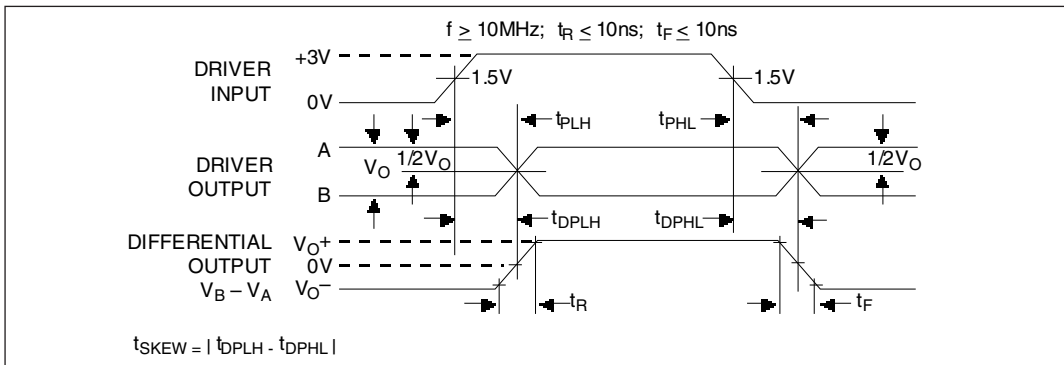 f ≥ 10MHz; tR ≤ 10ns; tF ≤ 10ns
+3V
DRIVER
INPUT
1.5V
1.5V
0V
tPLH
tPHL
A
DRIVER
OUTPUT
VO
1/2VO
1/2VO
B
tDPLH
tDPHL
DIFFERENTIAL
OUTPUT
VB – VA
VO+
0V
VO–
tR
tF
tSKEW = | tDPLH - tDPHL |